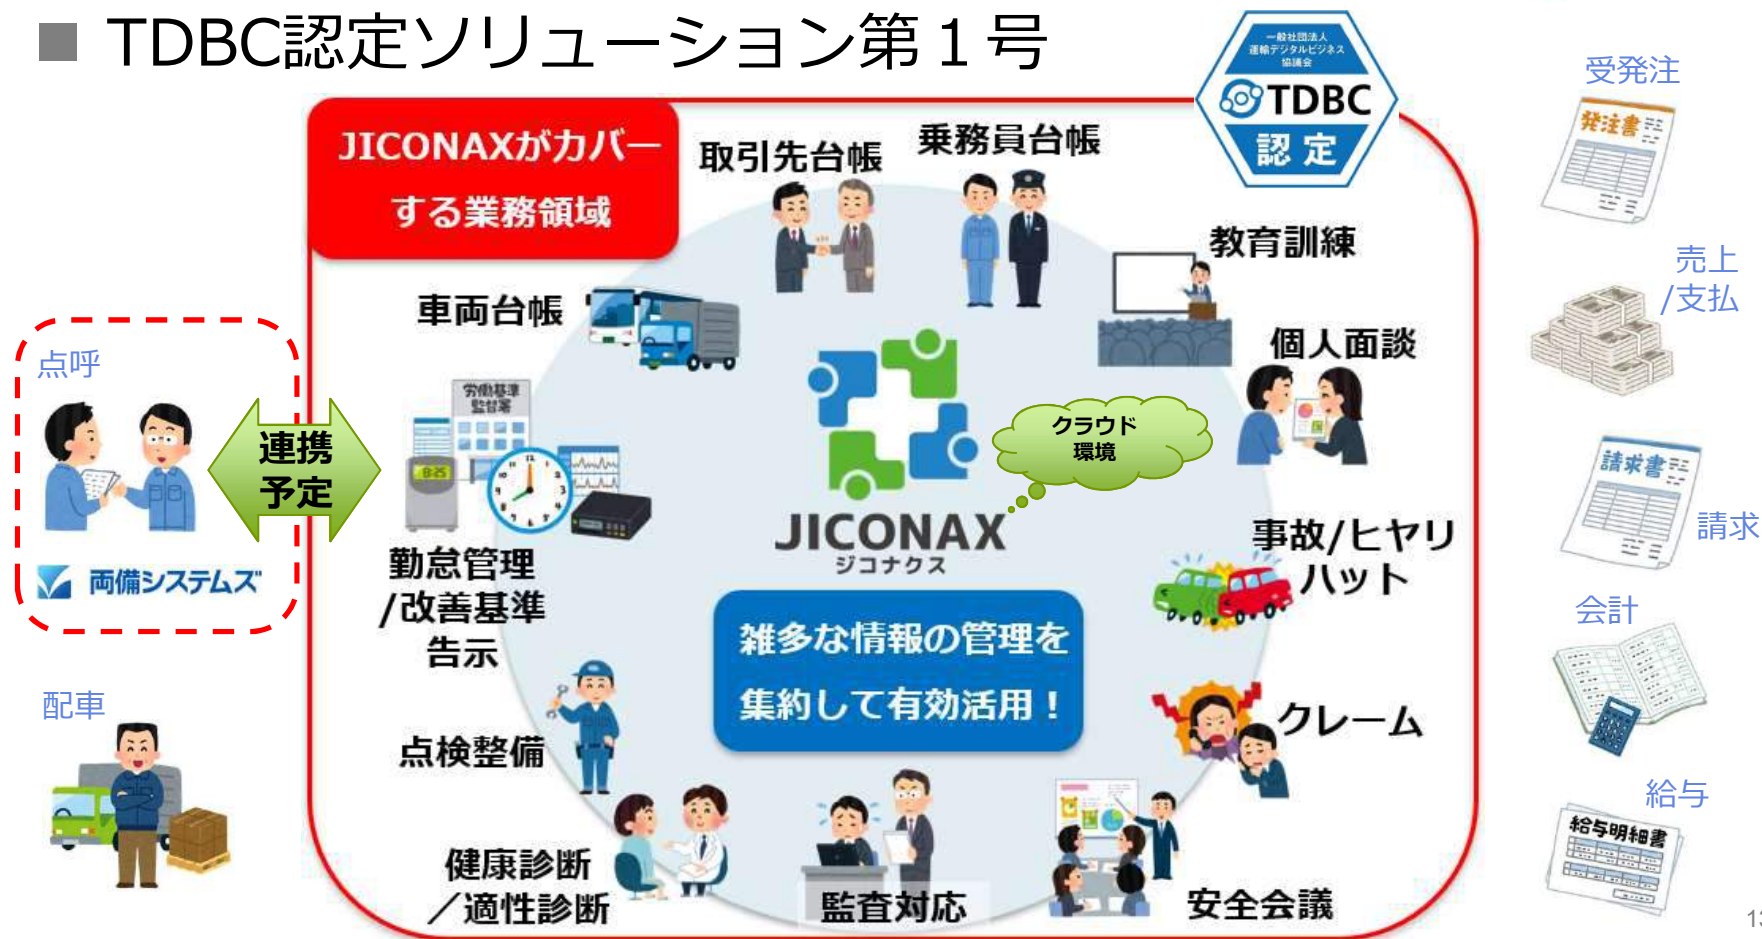 ■ TDBC認定ソリューション第１号
一般社団法人
運輸デジタルビジネス
協議会
TDBC
認定
JICONAXがカバー
する業務領域
取引先台帳
乗務員台帳
教育訓練
個人面談
車両台帳
労働基準
監督署
8:25
勤怠管理
/改善基準
告示
点検整備
健康診断
／適性診断
監査対応
安全会議
クレーム
事故/ヒヤリ
ハット
クラウド
環境
JICONAX
ジコナクス
雑多な情報の管理を
集約して有効活用！
点呼
両備システムズ
連携
予定
配車
受発注
発注書
売上
/支払
請求書
請求
会計
給与
給与明細書